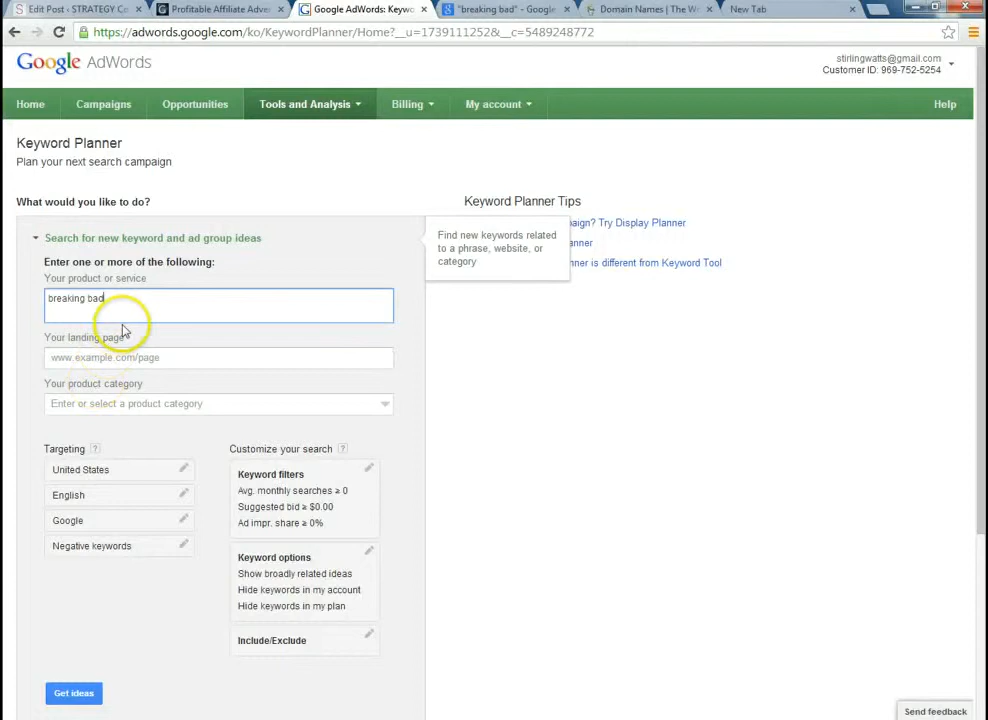 Edit Post ‹ STRATEGY Co
Profitable Affiliate Adver
Google AdWords: Keywo
"breaking bad" - Google
Domain Names | The W
New Tab
https://adwords.google.com/ko/KeywordPlanner/Home?__u=1739111252&__c=5489248772
Google AdWords
stirlingwatts@gmail.com
Customer ID: 969-752-5254
Home Campaigns Opportunities Tools and Analysis Billing My account Help
Keyword Planner
Plan your next search campaign
What would you like to do?
Keyword Planner Tips
Search for new keyword and ad group ideas
Find new keywords related
to a phrase, website, or
category
aign? Try Display Planner
anner
nner is different from Keyword Tool
Enter one or more of the following:
Your product or service
breaking bad
Your landing page
www.example.com/page
Your product category
Enter or select a product category
Targeting ?
United States
English
Google
Negative keywords
Customize your search ?
Keyword filters
Avg. monthly searches ≥ 0
Suggested bid ≥ $0.00
Ad impr. share ≥ 0%
Keyword options
Show broadly related ideas
Hide keywords in my account
Hide keywords in my plan
Include/Exclude
Get ideas
Send feedback